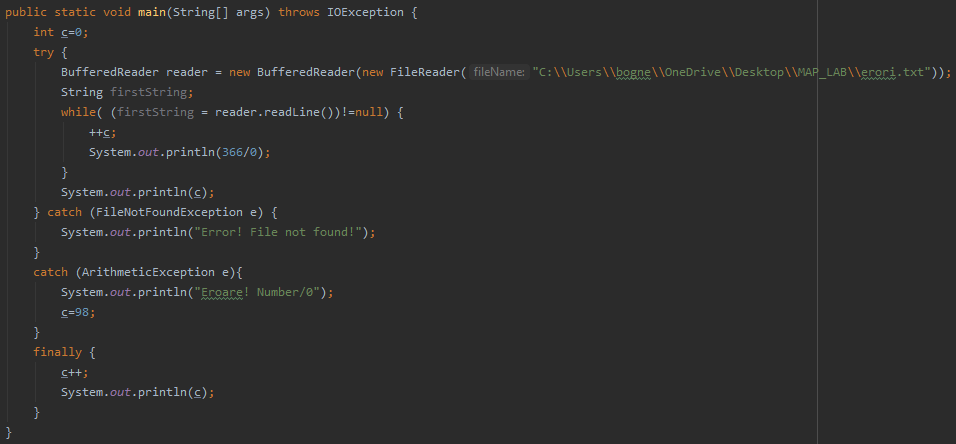 public static void main(String[] args) throws IOException {
    int c=0;
    try {
        BufferedReader reader = new BufferedReader(new FileReader( fileName: "C:\\Users\\bogne\\OneDrive\\Desktop\\MAP_LAB\\erori.txt"));
        String firstString;
        while( (firstString = reader.readLine())!=null) {
            ++c;
            System.out.println(366/0);
        }
        System.out.println(c);
    } catch (FileNotFoundException e) {
        System.out.println("Error! File not found!");
    }
    catch (ArithmeticException e){
        System.out.println("Eroare! Number/0");
        c=98;
    }
    finally {
        c++;
        System.out.println(c);
    }
}